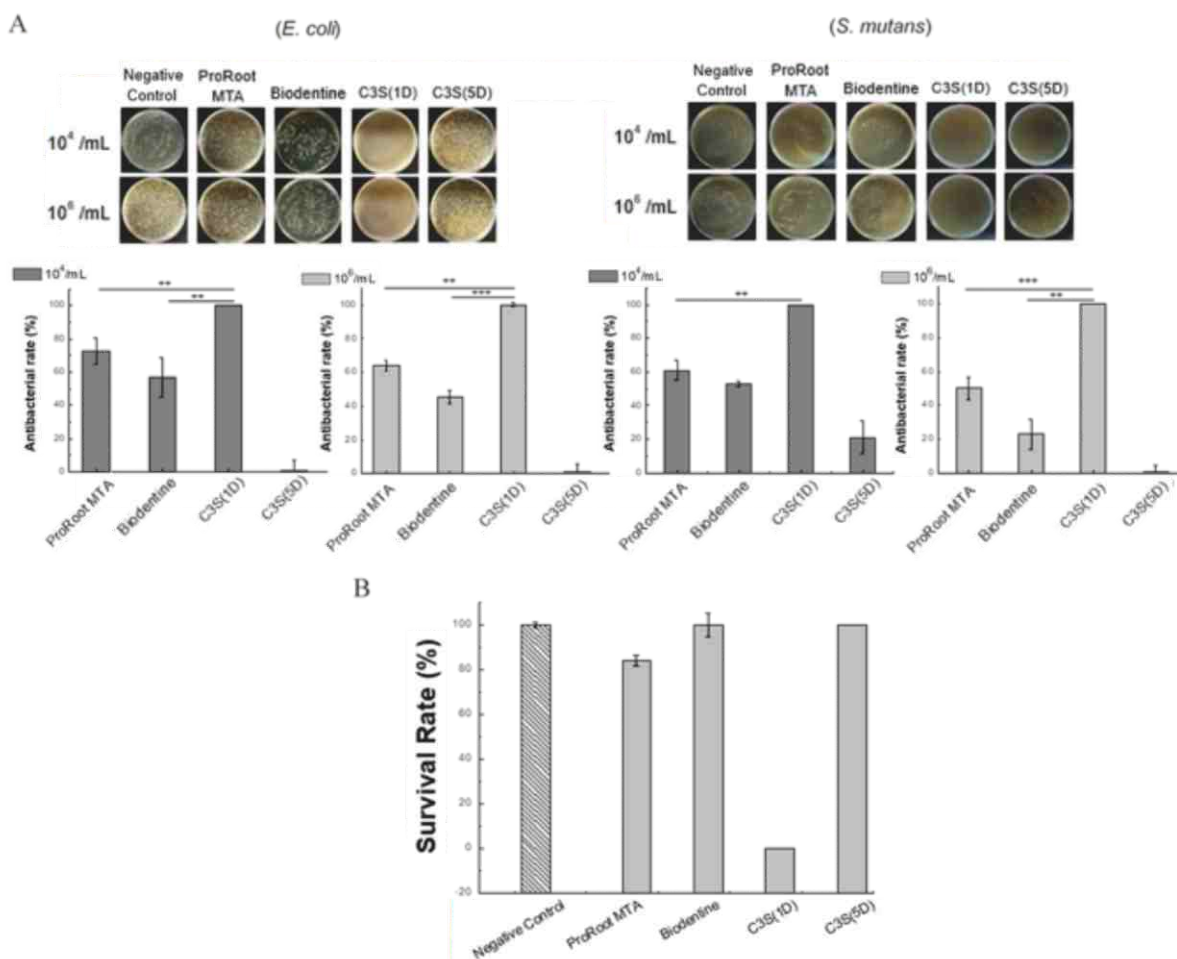 A
(E. coli)
(S. mutans)
Negative Control
ProRoot MTA
Biodentine
C3S(1D)
C3S(5D)
10⁴ /mL
10⁶ /mL
Negative Control
ProRoot MTA
Biodentine
C3S(1D)
C3S(5D)
10⁴ /mL
10⁶ /mL
10⁴/mL
**
**
Antibacterial rate (%)
100
80
60
40
20
0
ProRoot MTA
Biodentine
C3S(1D)
C3S(5D)
10⁶/mL
**
***
Antibacterial rate (%)
100
80
60
40
20
0
ProRoot MTA
Biodentine
C3S(1D)
C3S(5D)
10⁴/mL
**
Antibacterial rate (%)
100
80
60
40
20
0
ProRoot MTA
Biodentine
C3S(1D)
C3S(5D)
10⁶/mL
***
**
Antibacterial rate (%)
100
80
60
40
20
0
ProRoot MTA
Biodentine
C3S(1D)
C3S(5D)
B
Survival Rate (%)
100
80
60
40
20
0
-20
Negative Control
ProRoot MTA
Biodentine
C3S(1D)
C3S(5D)